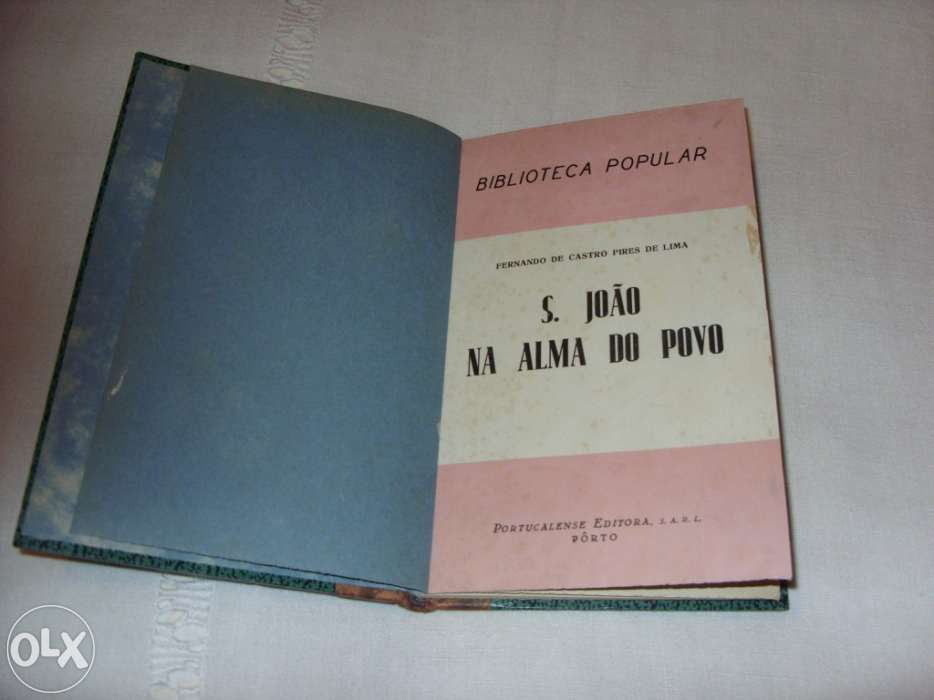 BIBLIOTECA POPULAR
FERNANDO DE CASTRO PIRES DE LIMA
S. JOÃO
NA ALMA DO POVO
PORTUCALENSE EDITORA, S. A. R. L.
PÔRTO
OLX